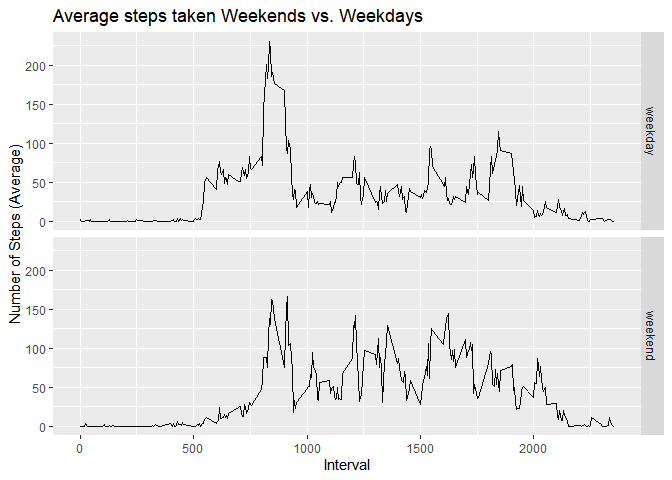 Average steps taken Weekends vs. Weekdays
Number of Steps (Average)
200
150
100
50
0
weekday
200
150
100
50
0
weekend
0 500 1000 1500 2000
Interval